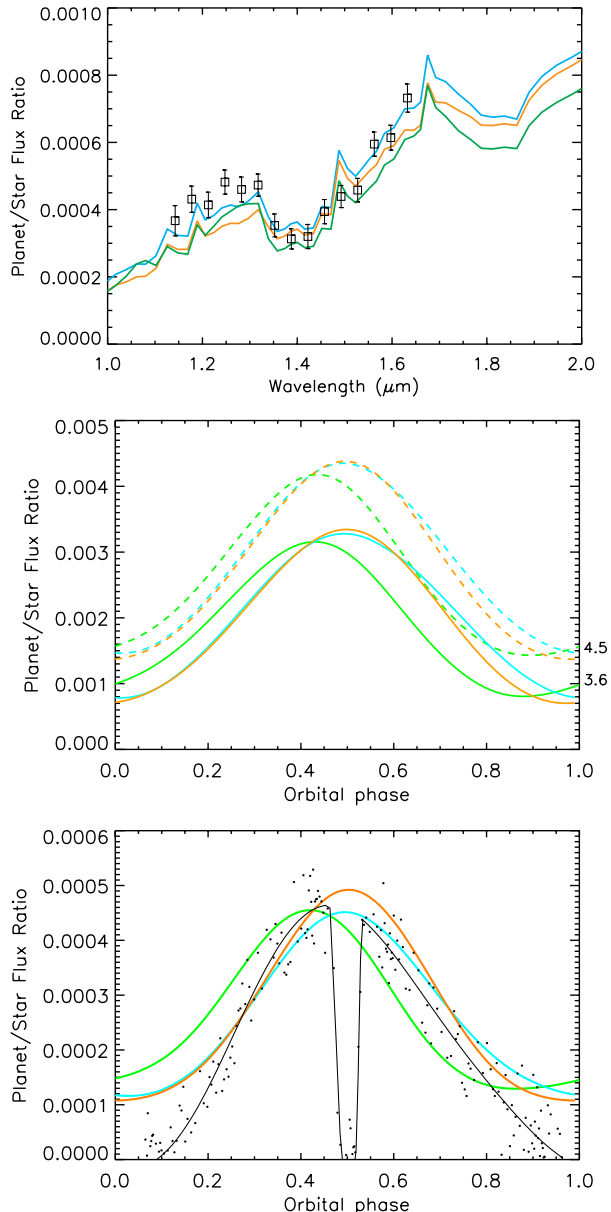 0.0010
0.0008
0.0006
0.0004
0.0002
0.0000
Planet/Star Flux Ratio
1.0 1.2 1.4 1.6 1.8 2.0
Wavelength (μm)
0.005
0.004
0.003
0.002
0.001
0.000
Planet/Star Flux Ratio
4.5
3.6
0.0 0.2 0.4 0.6 0.8 1.0
Orbital phase
0.0006
0.0005
0.0004
0.0003
0.0002
0.0001
0.0000
Planet/Star Flux Ratio
0.0 0.2 0.4 0.6 0.8 1.0
Orbital phase